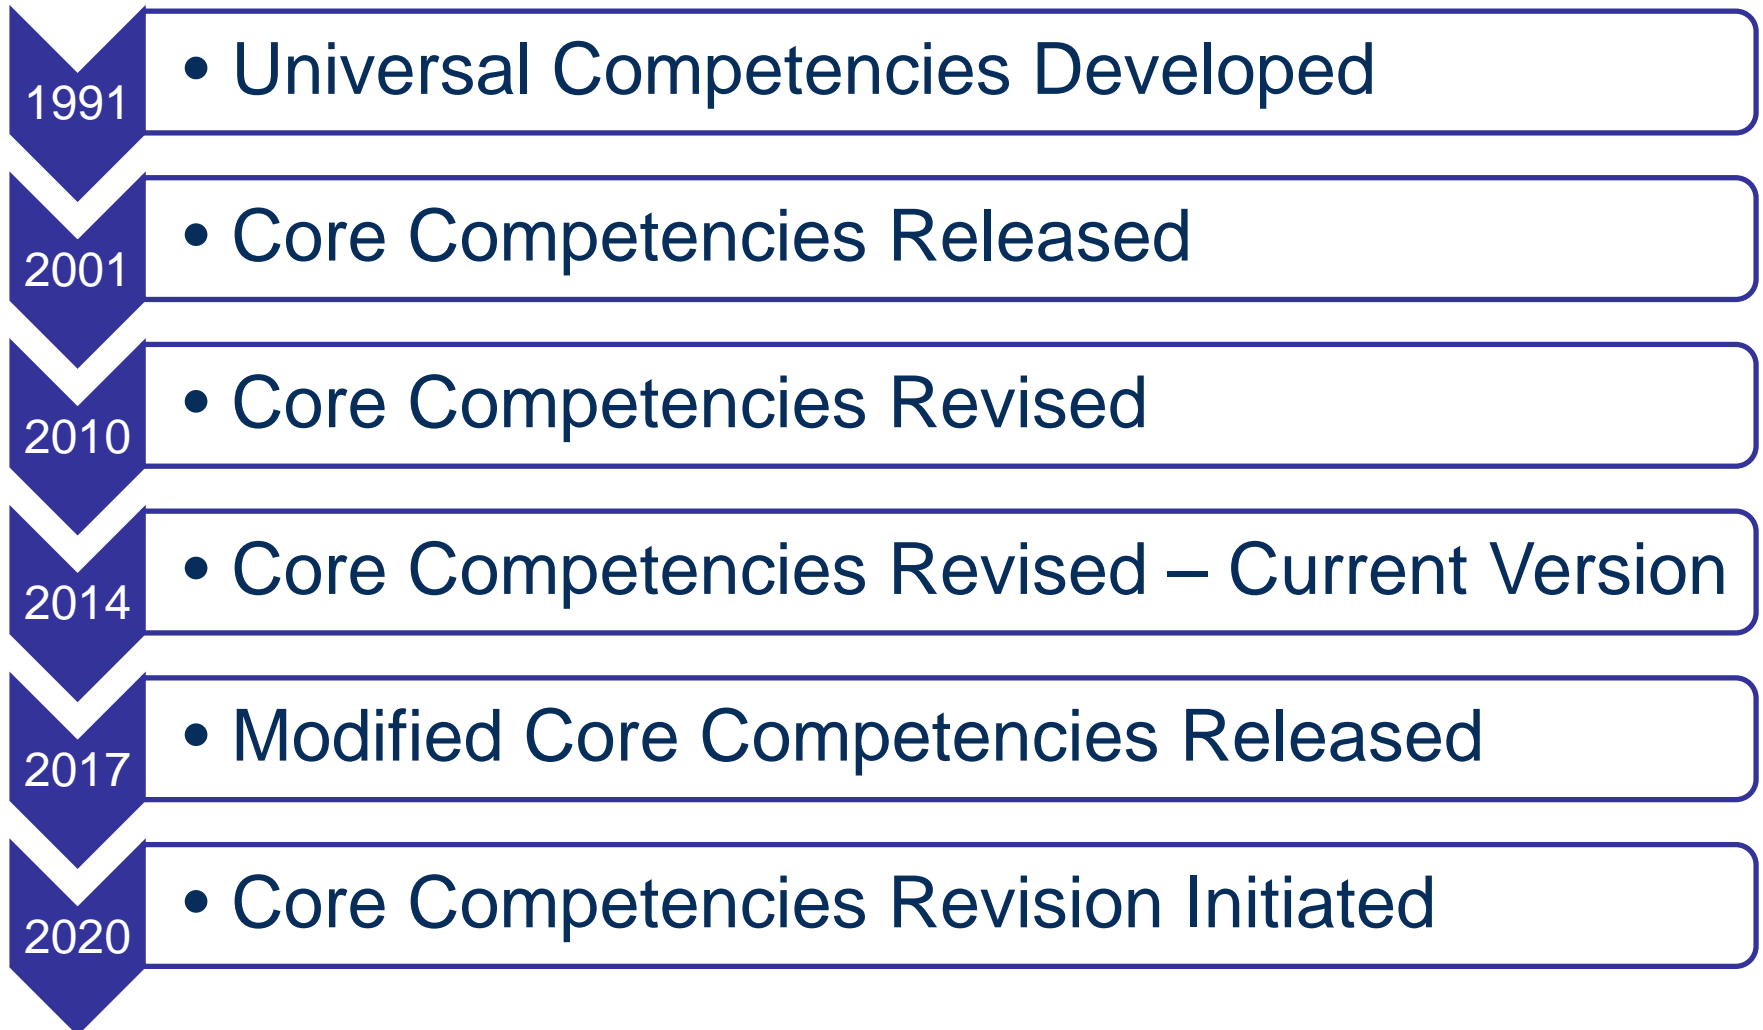 1991
• Universal Competencies Developed
2001
• Core Competencies Released
2010
• Core Competencies Revised
2014
• Core Competencies Revised – Current Version
2017
• Modified Core Competencies Released
2020
• Core Competencies Revision Initiated